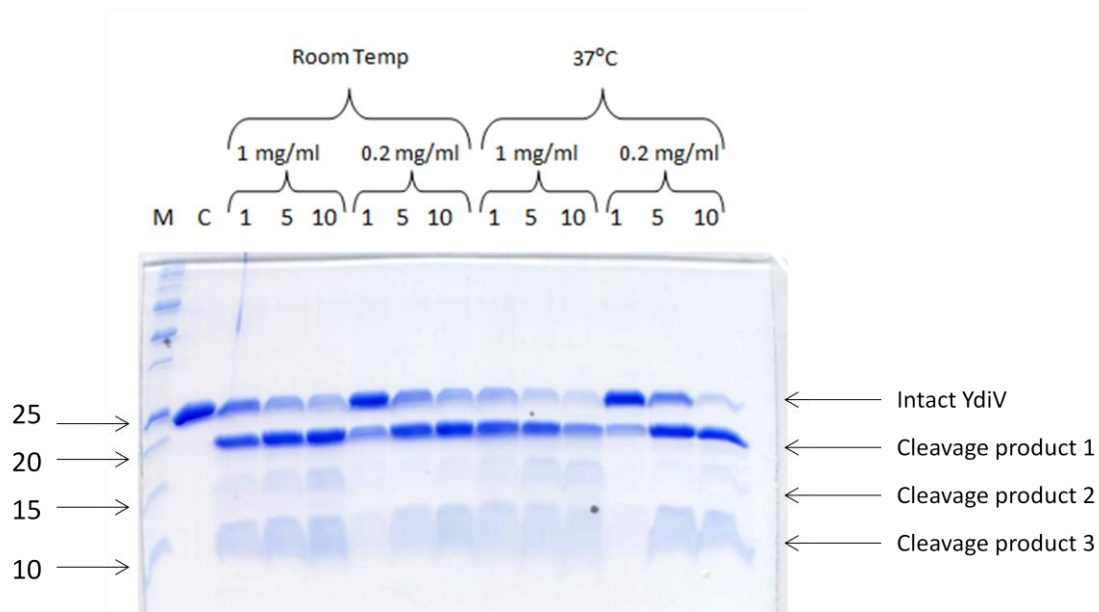 Room Temp 37°C
1 mg/ml 0.2 mg/ml 1 mg/ml 0.2 mg/ml
M C 1 5 10 1 5 10 1 5 10 1 5 10
Intact YdiV
25
Cleavage product 1
20
Cleavage product 2
15
Cleavage product 3
10